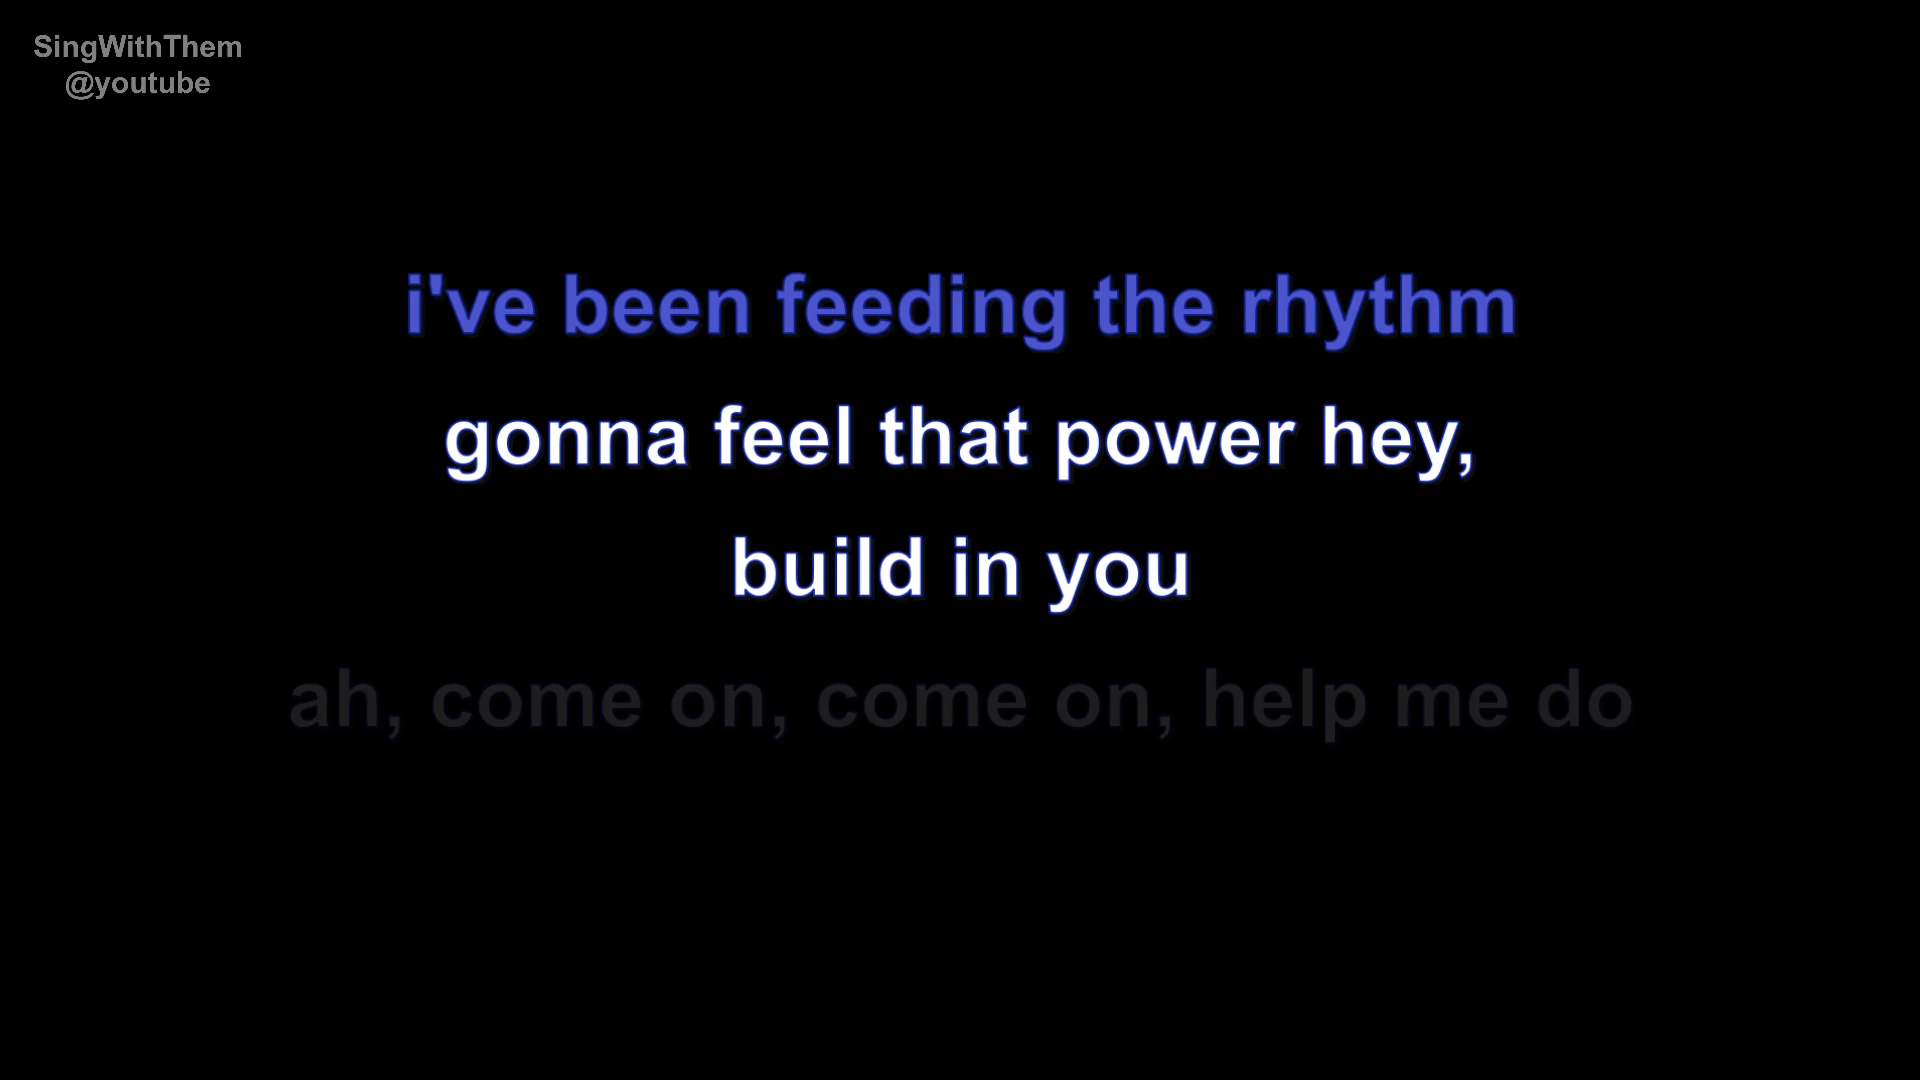 SingWithThem
@youtube
i've been feeding the rhythm
gonna feel that power hey,
build in you
ah, come on, come on, help me do